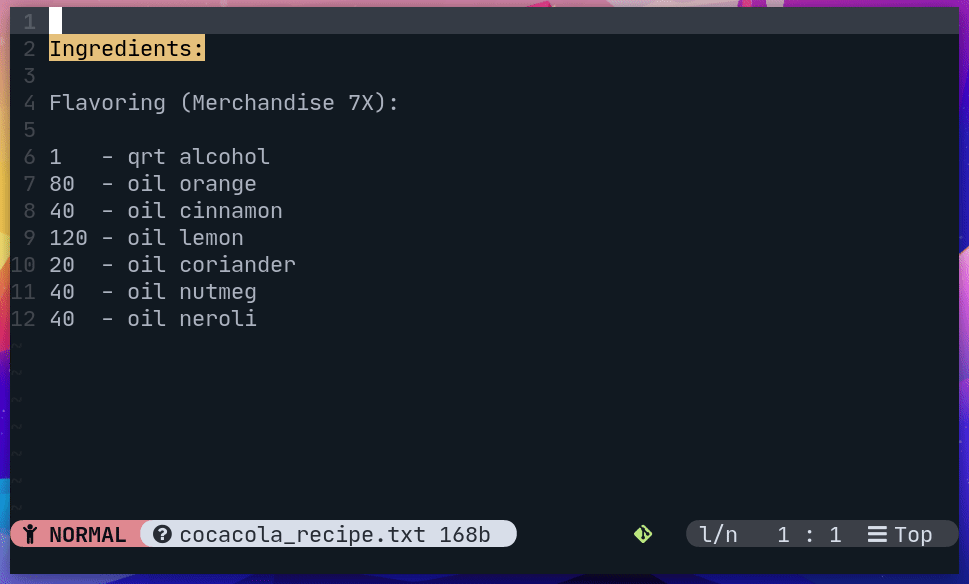 1
2 Ingredients:
3
4 Flavoring (Merchandise 7X):
5
6 1   - qrt alcohol
7 80  - oil orange
8 40  - oil cinnamon
9 120 - oil lemon
10 20  - oil coriander
11 40  - oil nutmeg
12 40  - oil neroli
~
~
~
~
~
~
~
NORMAL cocacola_recipe.txt 168b l/n 1 : 1 Top